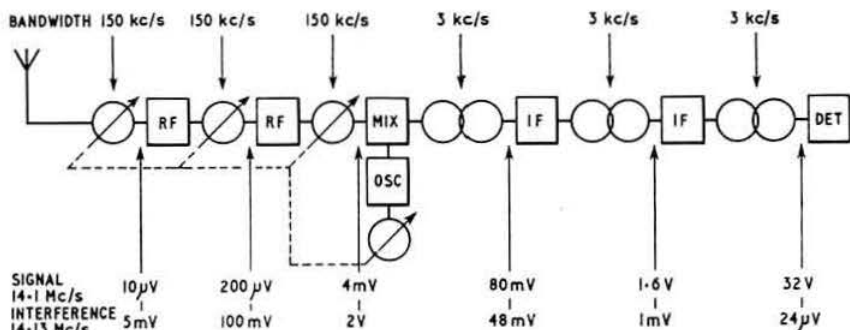 BANDWIDTH 150 kc/s 150 kc/s 150 kc/s 3 kc/s 3 kc/s 3 kc/s
RF RF MIX IF IF DET
OSC
SIGNAL 10μV 200μV 4mV 80mV 1·6V 32V
14·1 Mc/s
INTERFERENCE 5mV 100mV 2V 48mV 1mV 24μV
14·13 Mc/s